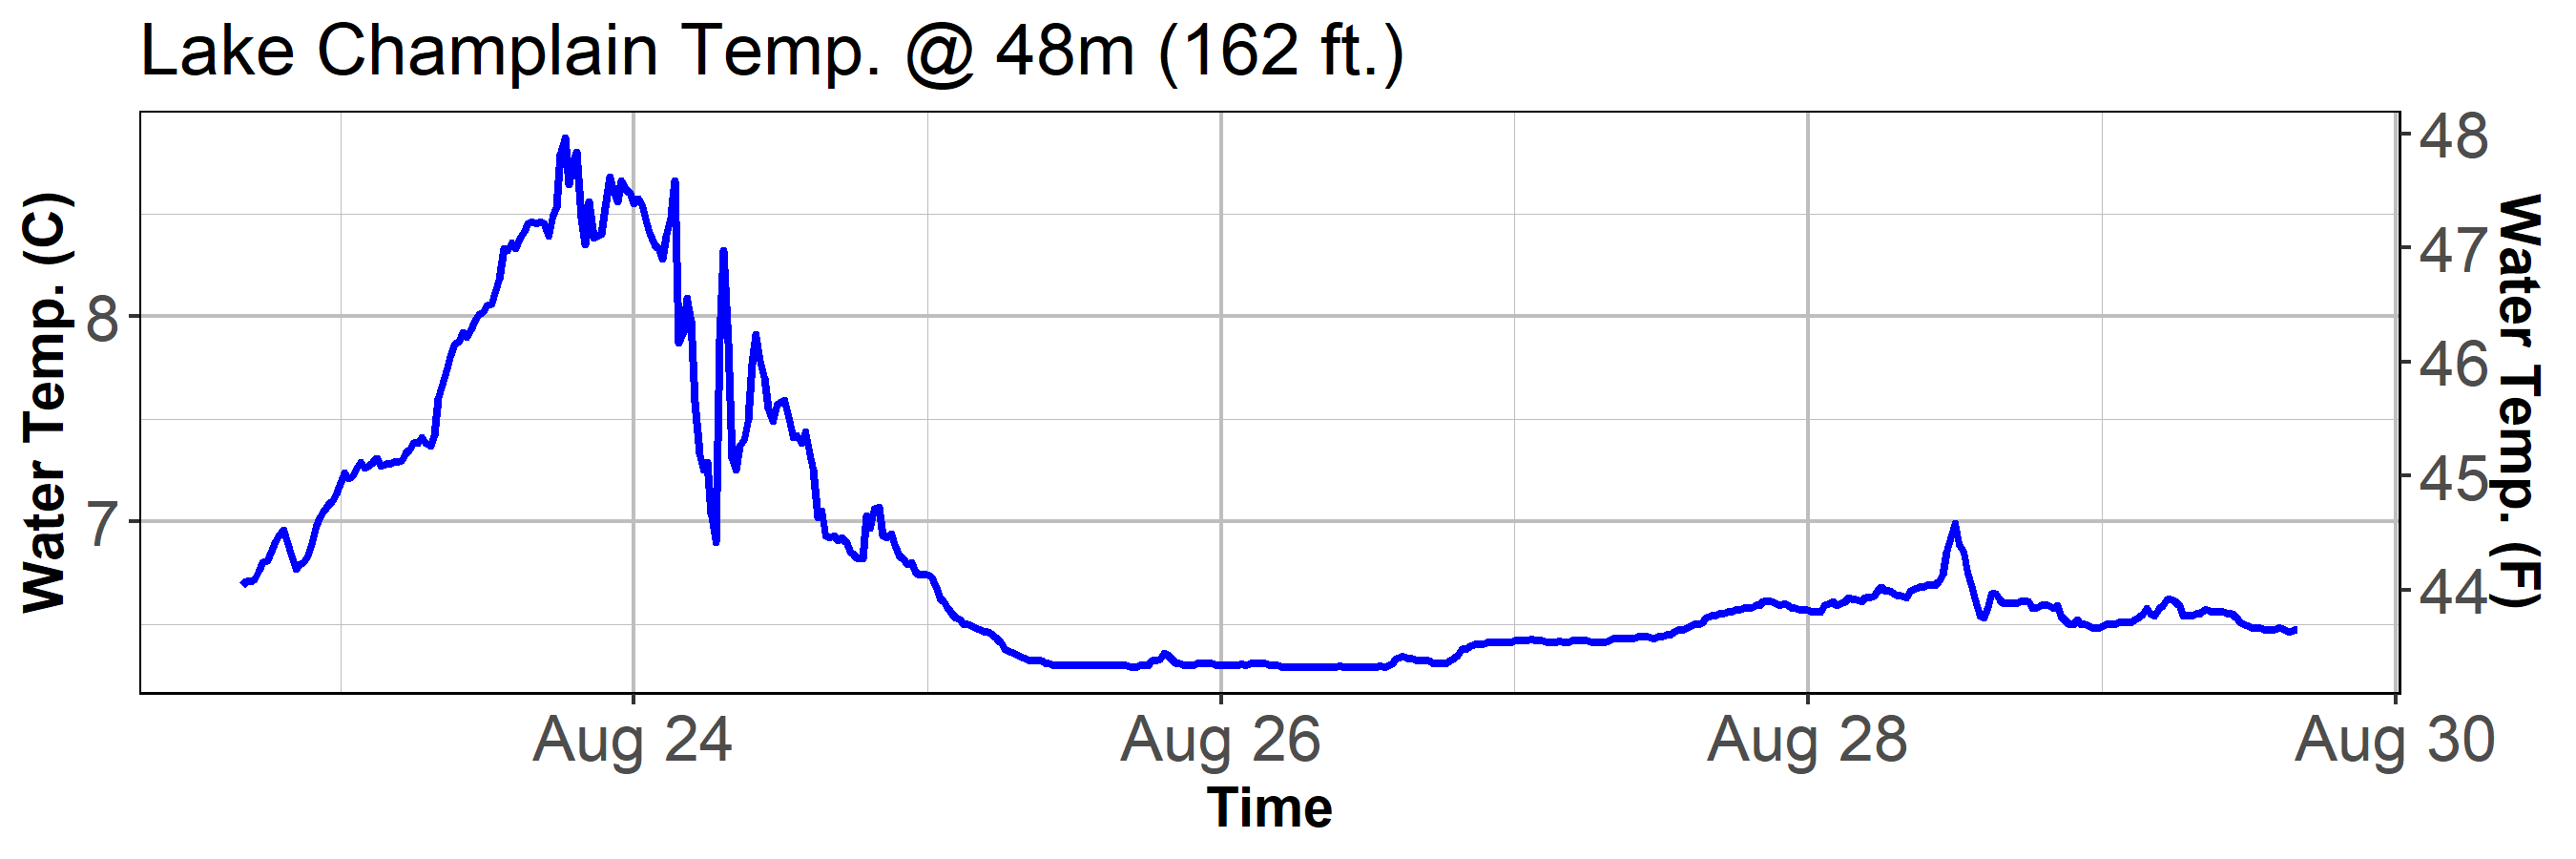 Lake Champlain Temp. @ 48m (162 ft.)
Water Temp. (C)
8
7
48
47
46
45
44
Water Temp. (F)
Aug 24
Aug 26
Aug 28
Aug 30
Time